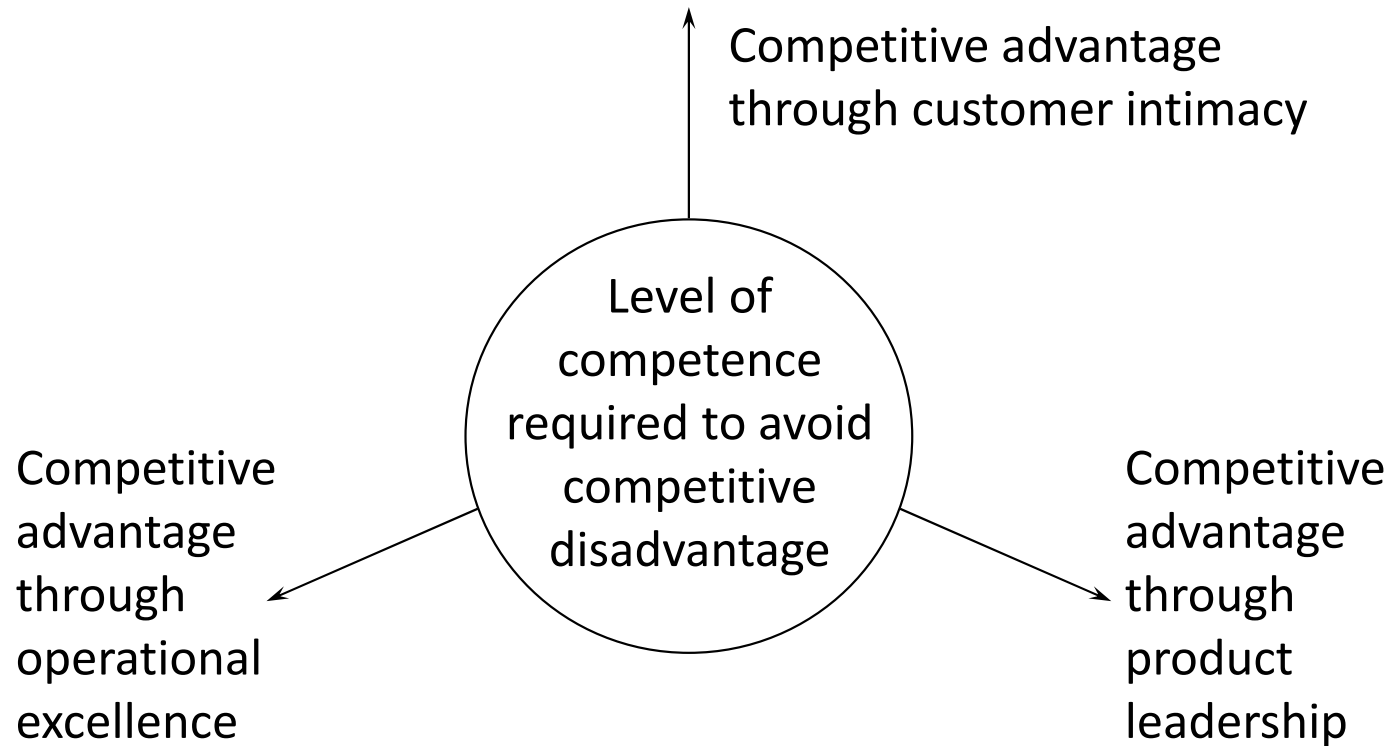 Competitive advantage
through customer intimacy
Level of
competence
required to avoid
competitive
disadvantage
Competitive
advantage
through
operational
excellence
Competitive
advantage
through
product
leadership